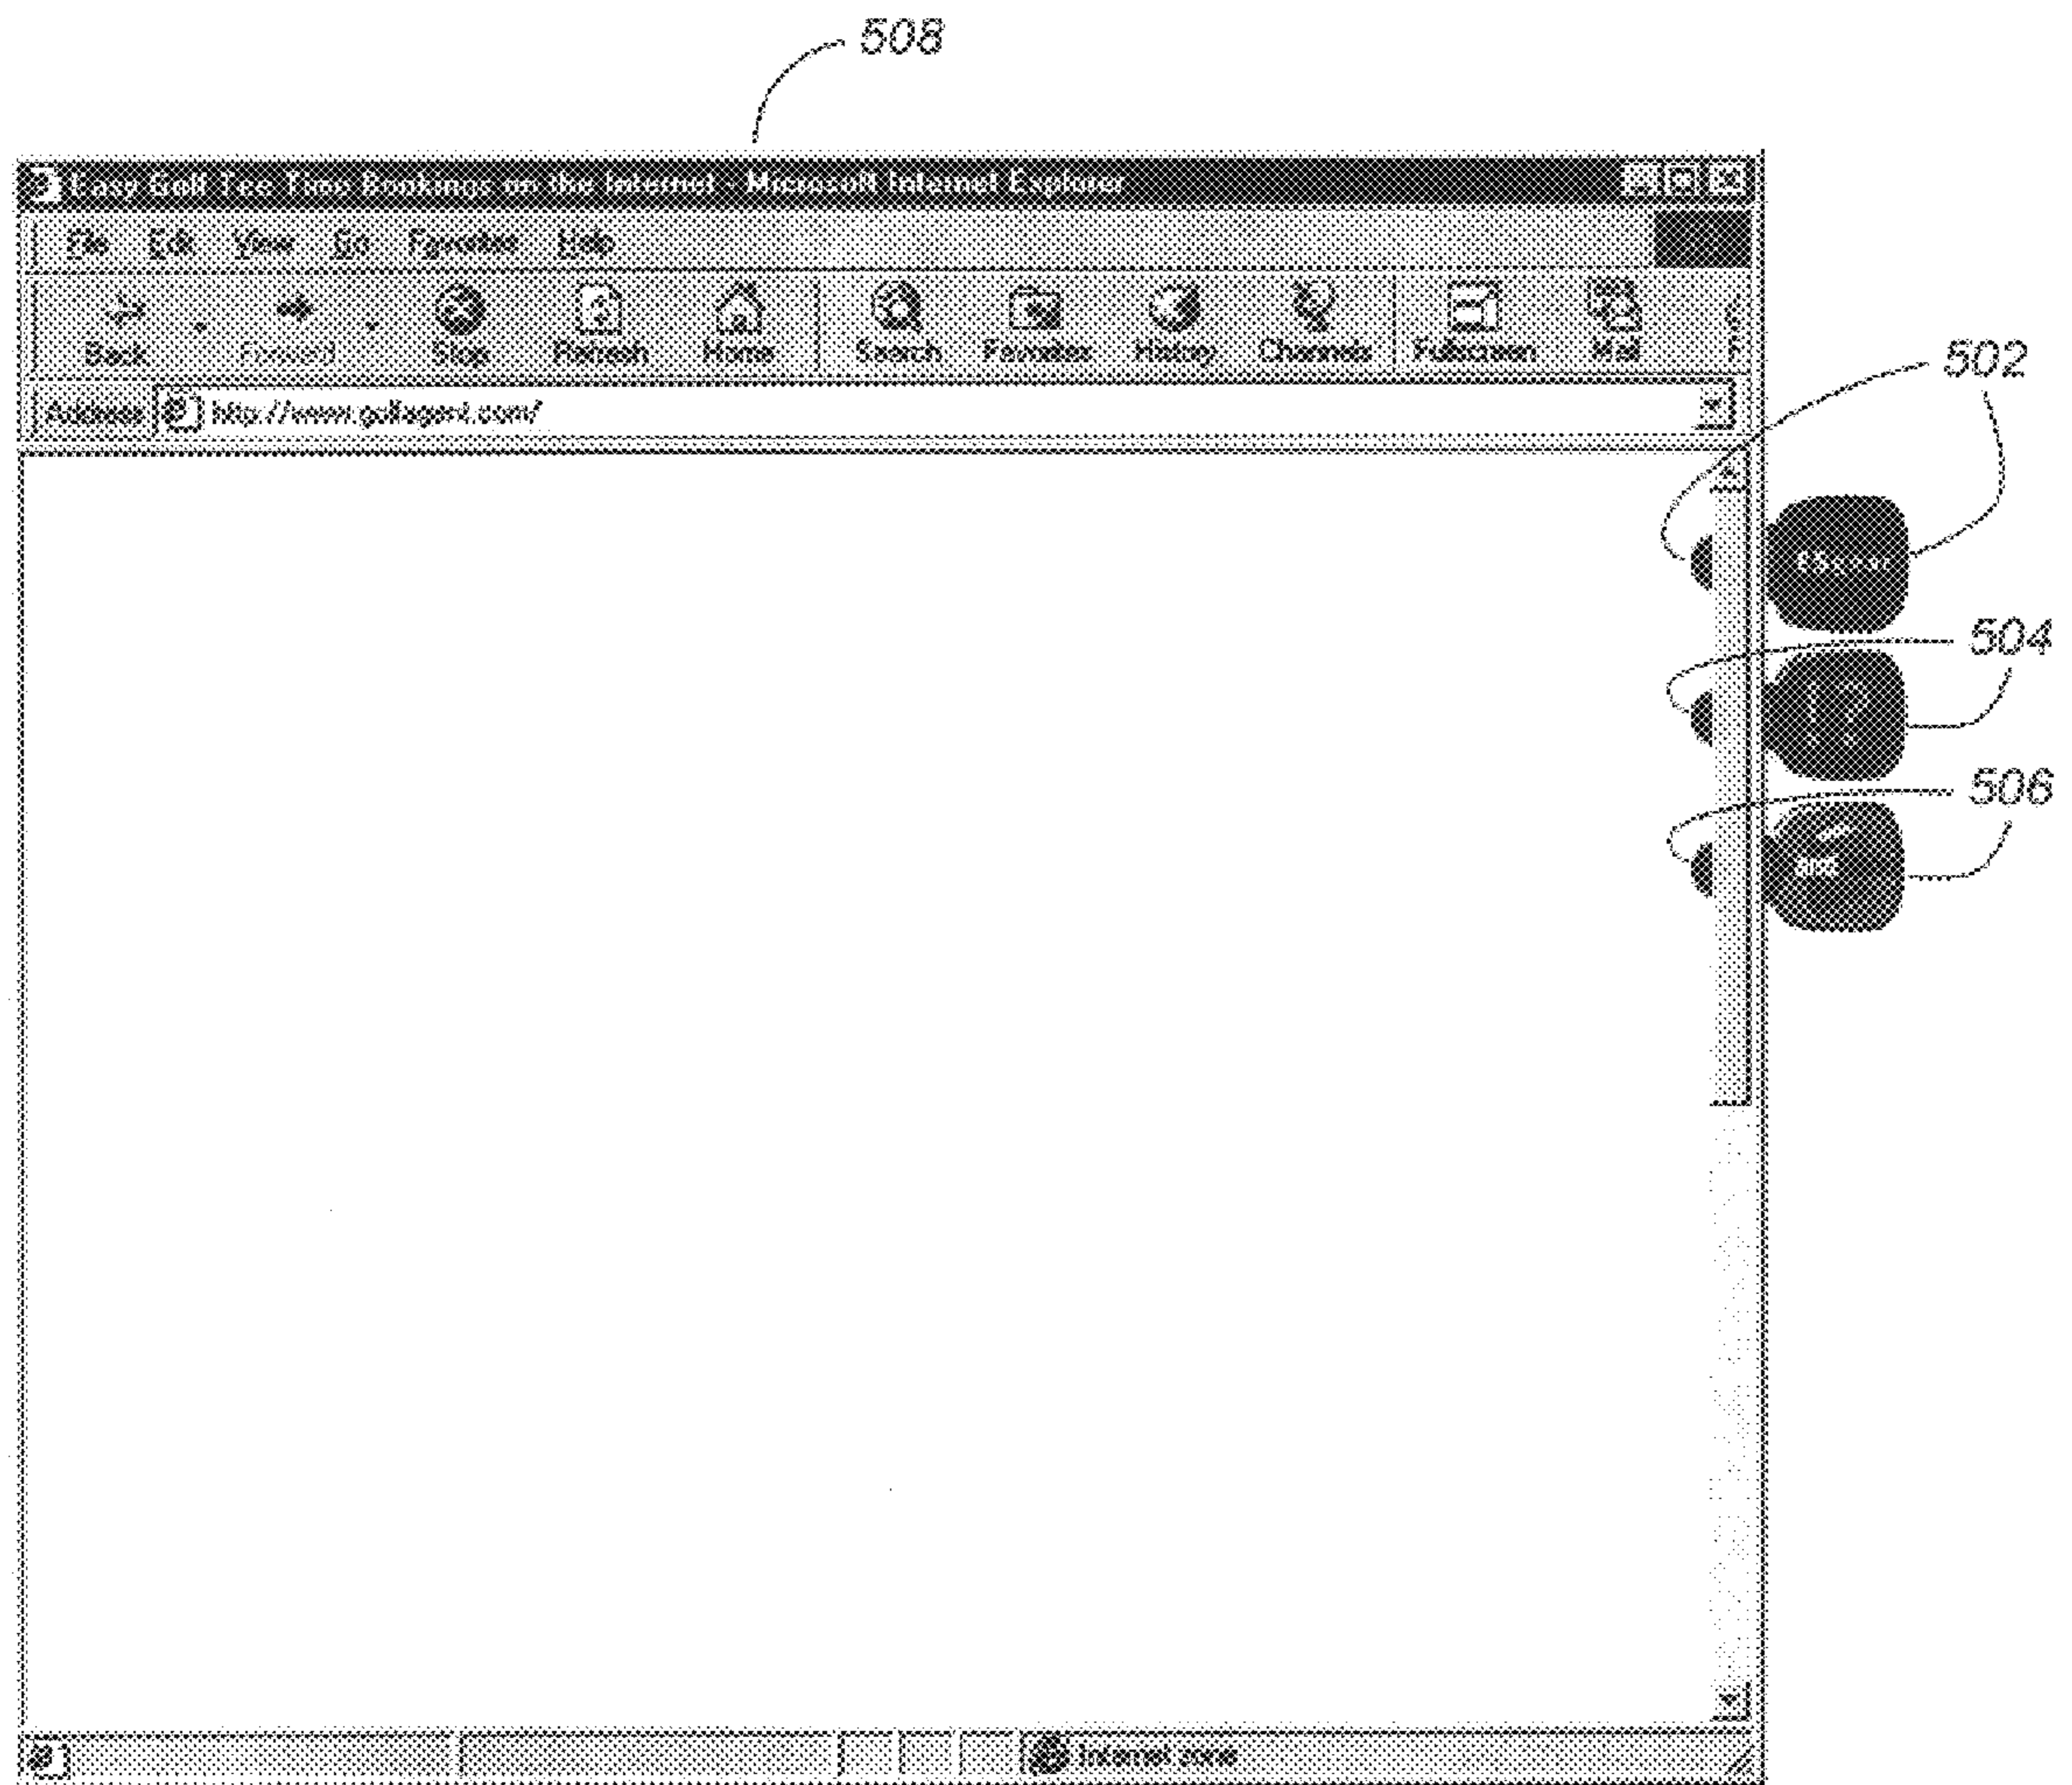 508
Easy Golf Tee Time Bookings on the Internet - Microsoft Internet Explorer
File Edit View Go Favorites Help
Back Forward Stop Refresh Home Search Favorites History Channels Fullscreen Mail F
Address http://www.golfagent.com/
502
504
!?
506
Internet zone